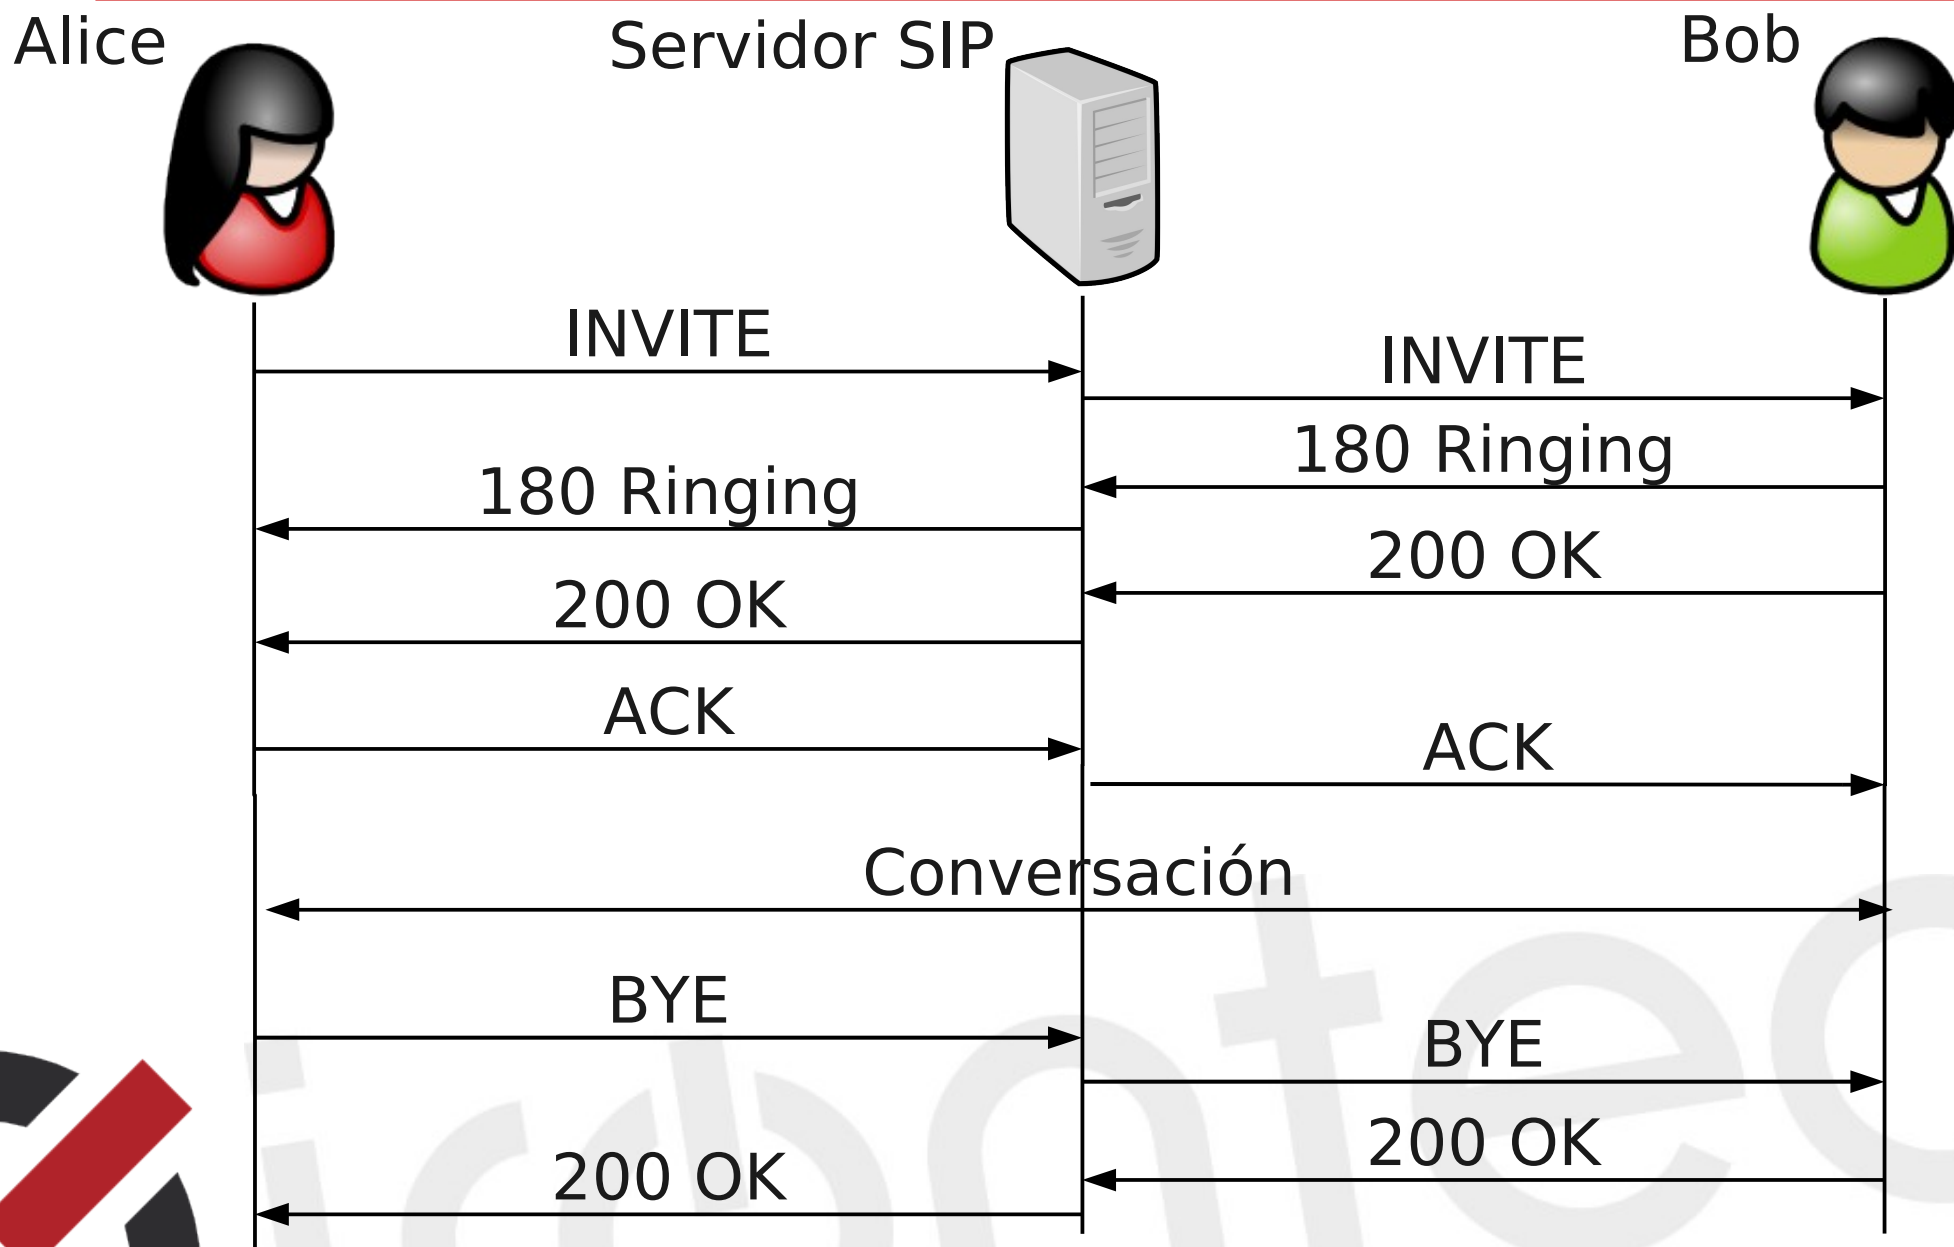 Alice
Servidor SIP
Bob
INVITE
INVITE
180 Ringing
180 Ringing
200 OK
200 OK
ACK
ACK
Conversación
BYE
BYE
200 OK
200 OK
irontec